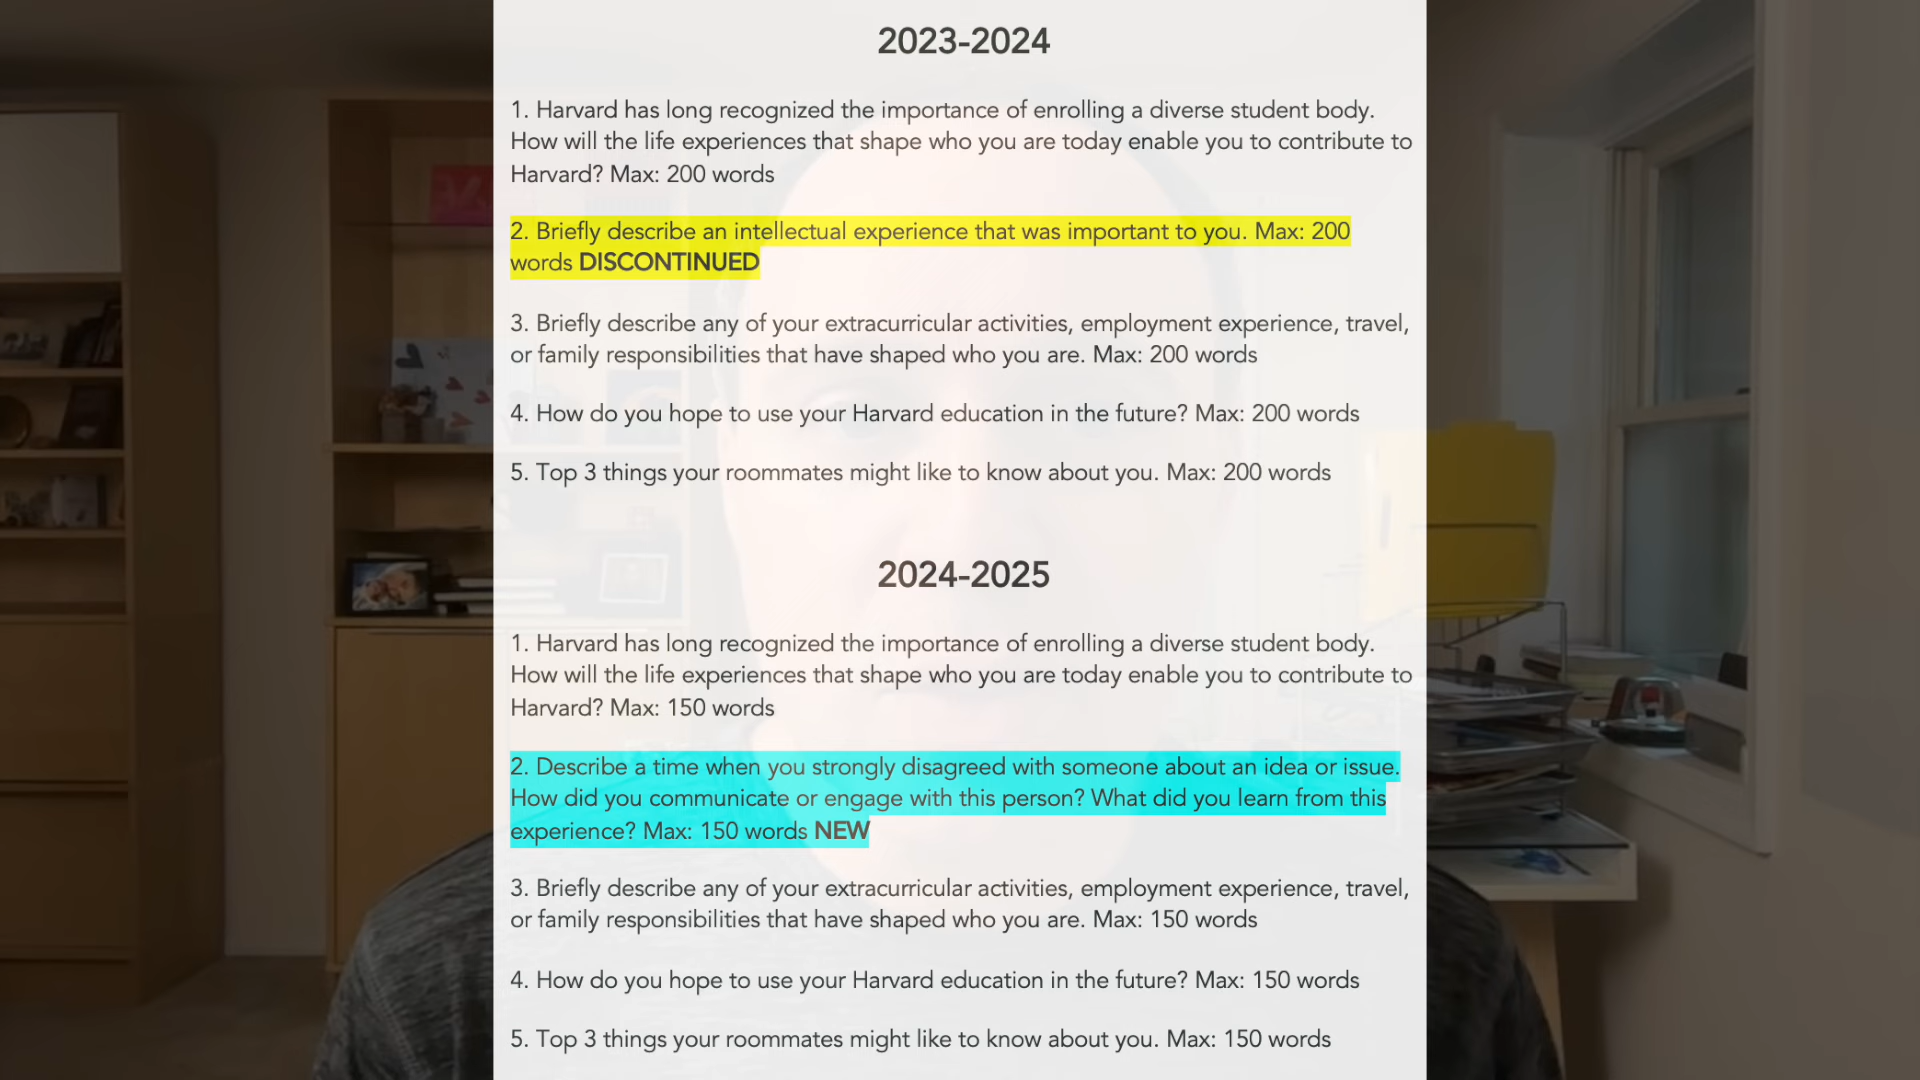 2023-2024
1. Harvard has long recognized the importance of enrolling a diverse student body.
How will the life experiences that shape who you are today enable you to contribute to
Harvard? Max: 200 words
2. Briefly describe an intellectual experience that was important to you. Max: 200
words DISCONTINUED
3. Briefly describe any of your extracurricular activities, employment experience, travel,
or family responsibilities that have shaped who you are. Max: 200 words
4. How do you hope to use your Harvard education in the future? Max: 200 words
5. Top 3 things your roommates might like to know about you. Max: 200 words
2024-2025
1. Harvard has long recognized the importance of enrolling a diverse student body.
How will the life experiences that shape who you are today enable you to contribute to
Harvard? Max: 150 words
2. Describe a time when you strongly disagreed with someone about an idea or issue.
How did you communicate or engage with this person? What did you learn from this
experience? Max: 150 words NEW
3. Briefly describe any of your extracurricular activities, employment experience, travel,
or family responsibilities that have shaped who you are. Max: 150 words
4. How do you hope to use your Harvard education in the future? Max: 150 words
5. Top 3 things your roommates might like to know about you. Max: 150 words